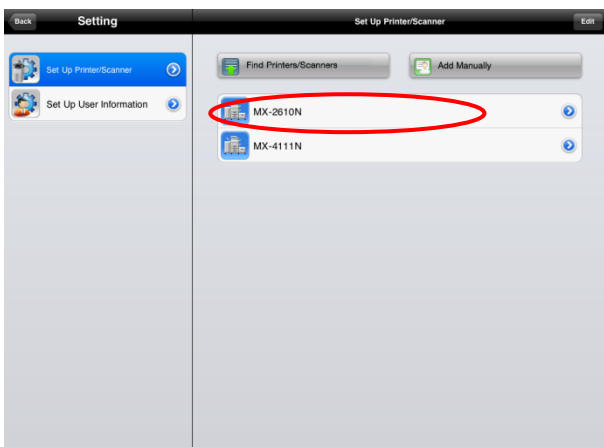 Back
Setting
Set Up Printer/Scanner
Edit
Set Up Printer/Scanner
Set Up User Information
Find Printers/Scanners
Add Manually
MX-2610N
MX-4111N